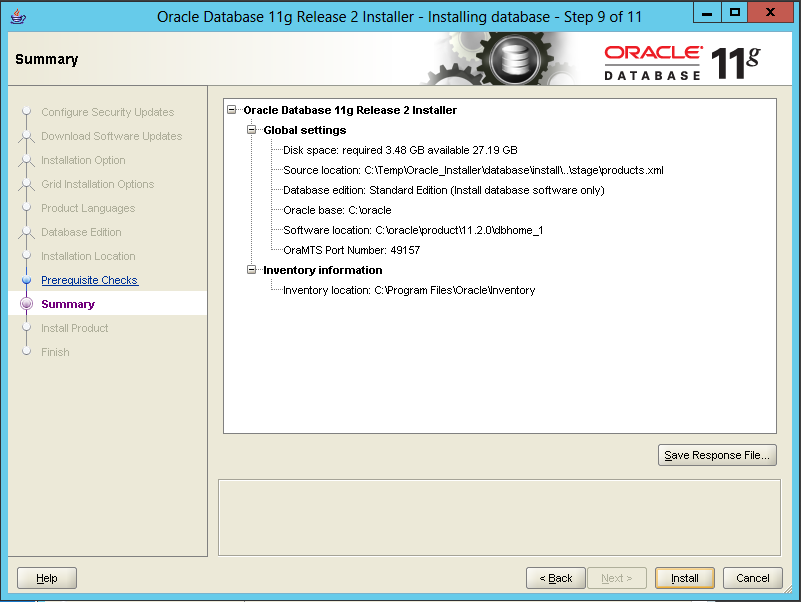 Oracle Database 11g Release 2 Installer - Installing database - Step 9 of 11
Summary
ORACLE
DATABASE 11g
Configure Security Updates
Download Software Updates
Installation Option
Grid Installation Options
Product Languages
Database Edition
Installation Location
Prerequisite Checks
Summary
Install Product
Finish
Oracle Database 11g Release 2 Installer
Global settings
Disk space: required 3.48 GB available 27.19 GB
Source location: C:\Temp\Oracle_Installer\database\install\..\stage\products.xml
Database edition: Standard Edition (Install database software only)
Oracle base: C:\oracle
Software location: C:\oracle\product\11.2.0\dbhome_1
OraMTS Port Number: 49157
Inventory information
Inventory location: C:\Program Files\Oracle\Inventory
Save Response File...
Help
< Back
Next >
Install
Cancel